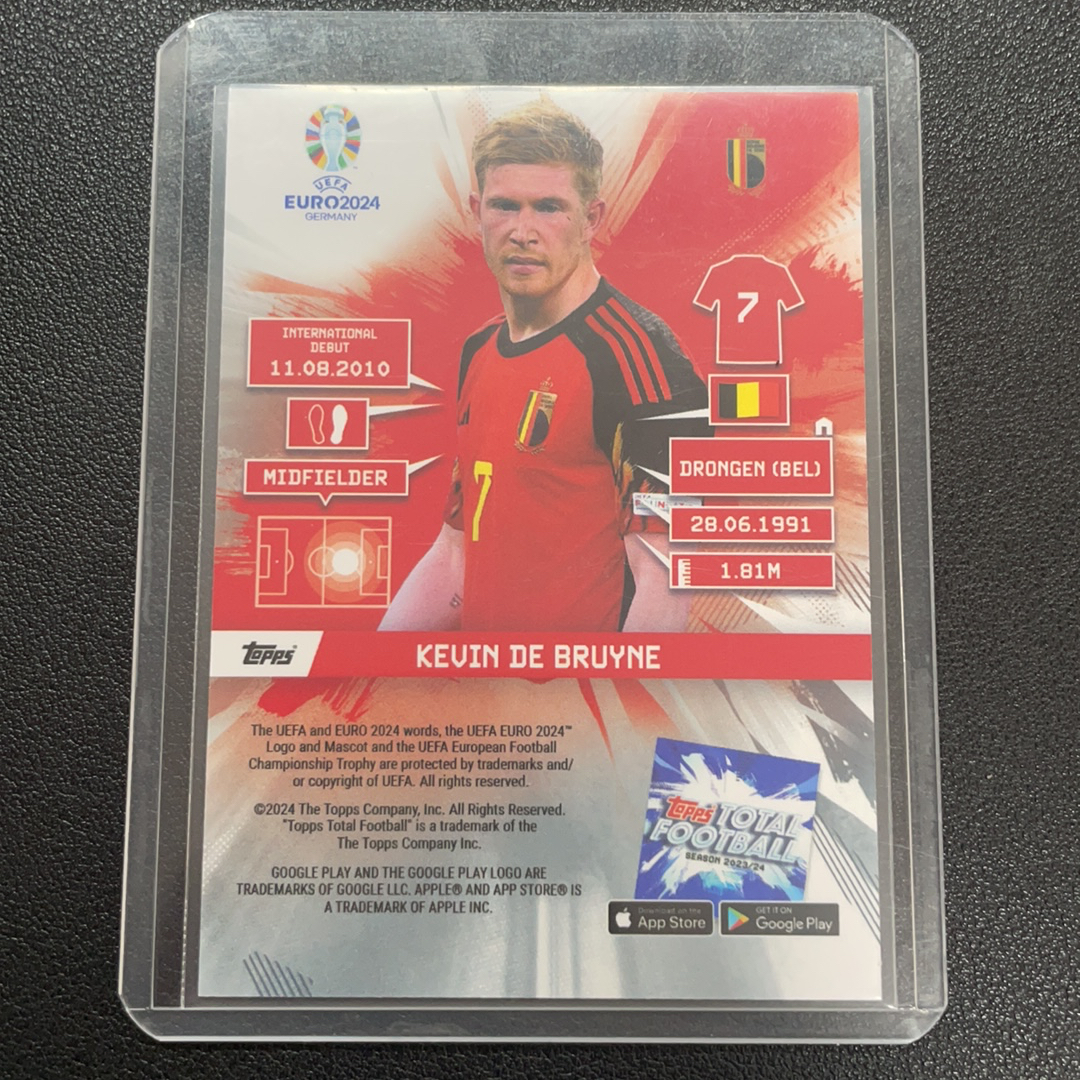 UEFA
EURO2024
GERMANY
7
INTERNATIONAL
DEBUT
11.08.2010
MIDFIELDER
7
DRONGEN (BEL)
28.06.1991
1.81M
Topps
KEVIN DE BRUYNE
The UEFA and EURO 2024 words, the UEFA EURO 2024™
Logo and Mascot and the UEFA European Football
Championship Trophy are protected by trademarks and/
or copyright of UEFA. All rights reserved.
©2024 The Topps Company, Inc. All Rights Reserved.
"Topps Total Football" is a trademark of the
The Topps Company Inc.
GOOGLE PLAY AND THE GOOGLE PLAY LOGO ARE
TRADEMARKS OF GOOGLE LLC. APPLE® AND APP STORE® IS
A TRADEMARK OF APPLE INC.
Topps TOTAL
FOOTBALL
SEASON 2023/24
Download on the
App Store
GET IT ON
Google Play